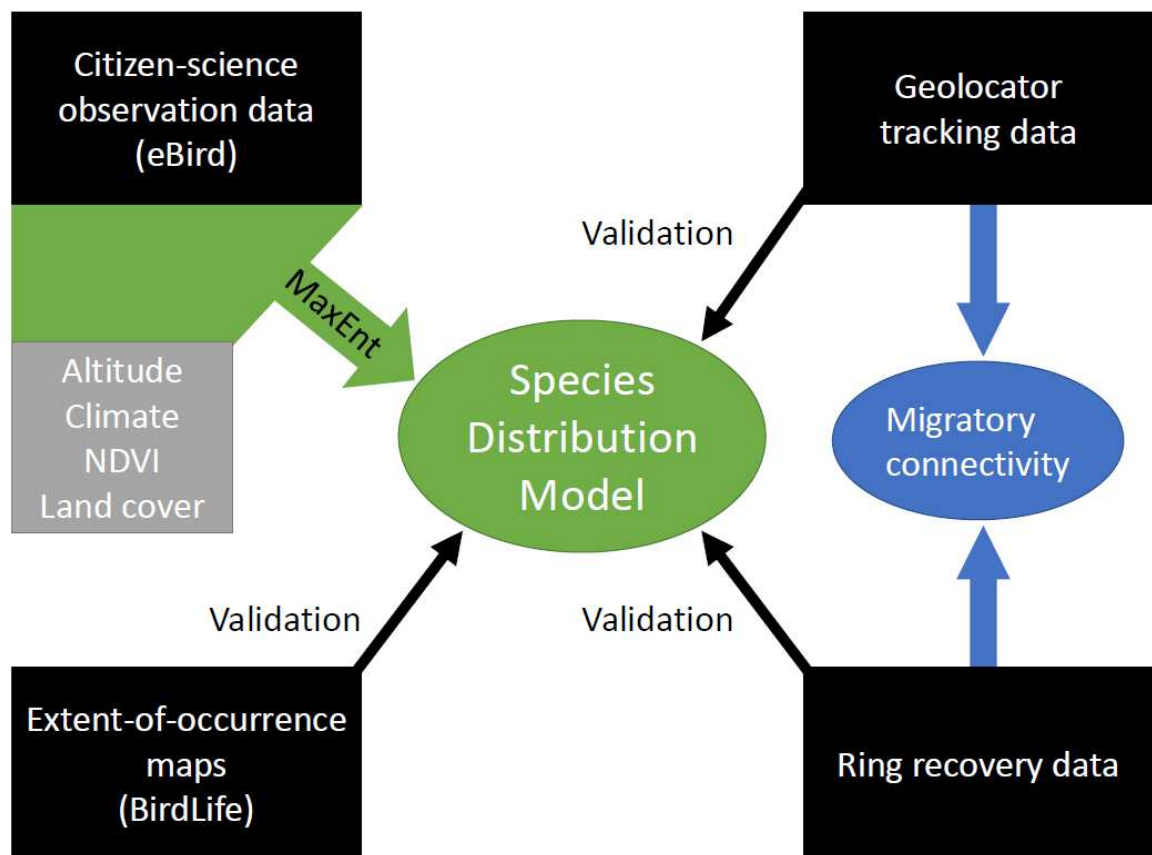 Citizen-science
observation data
(eBird)
Geolocator
tracking data
Validation
MaxEnt
Altitude
Climate
NDVI
Land cover
Species
Distribution
Model
Migratory
connectivity
Validation
Validation
Extent-of-occurrence
maps
(BirdLife)
Ring recovery data